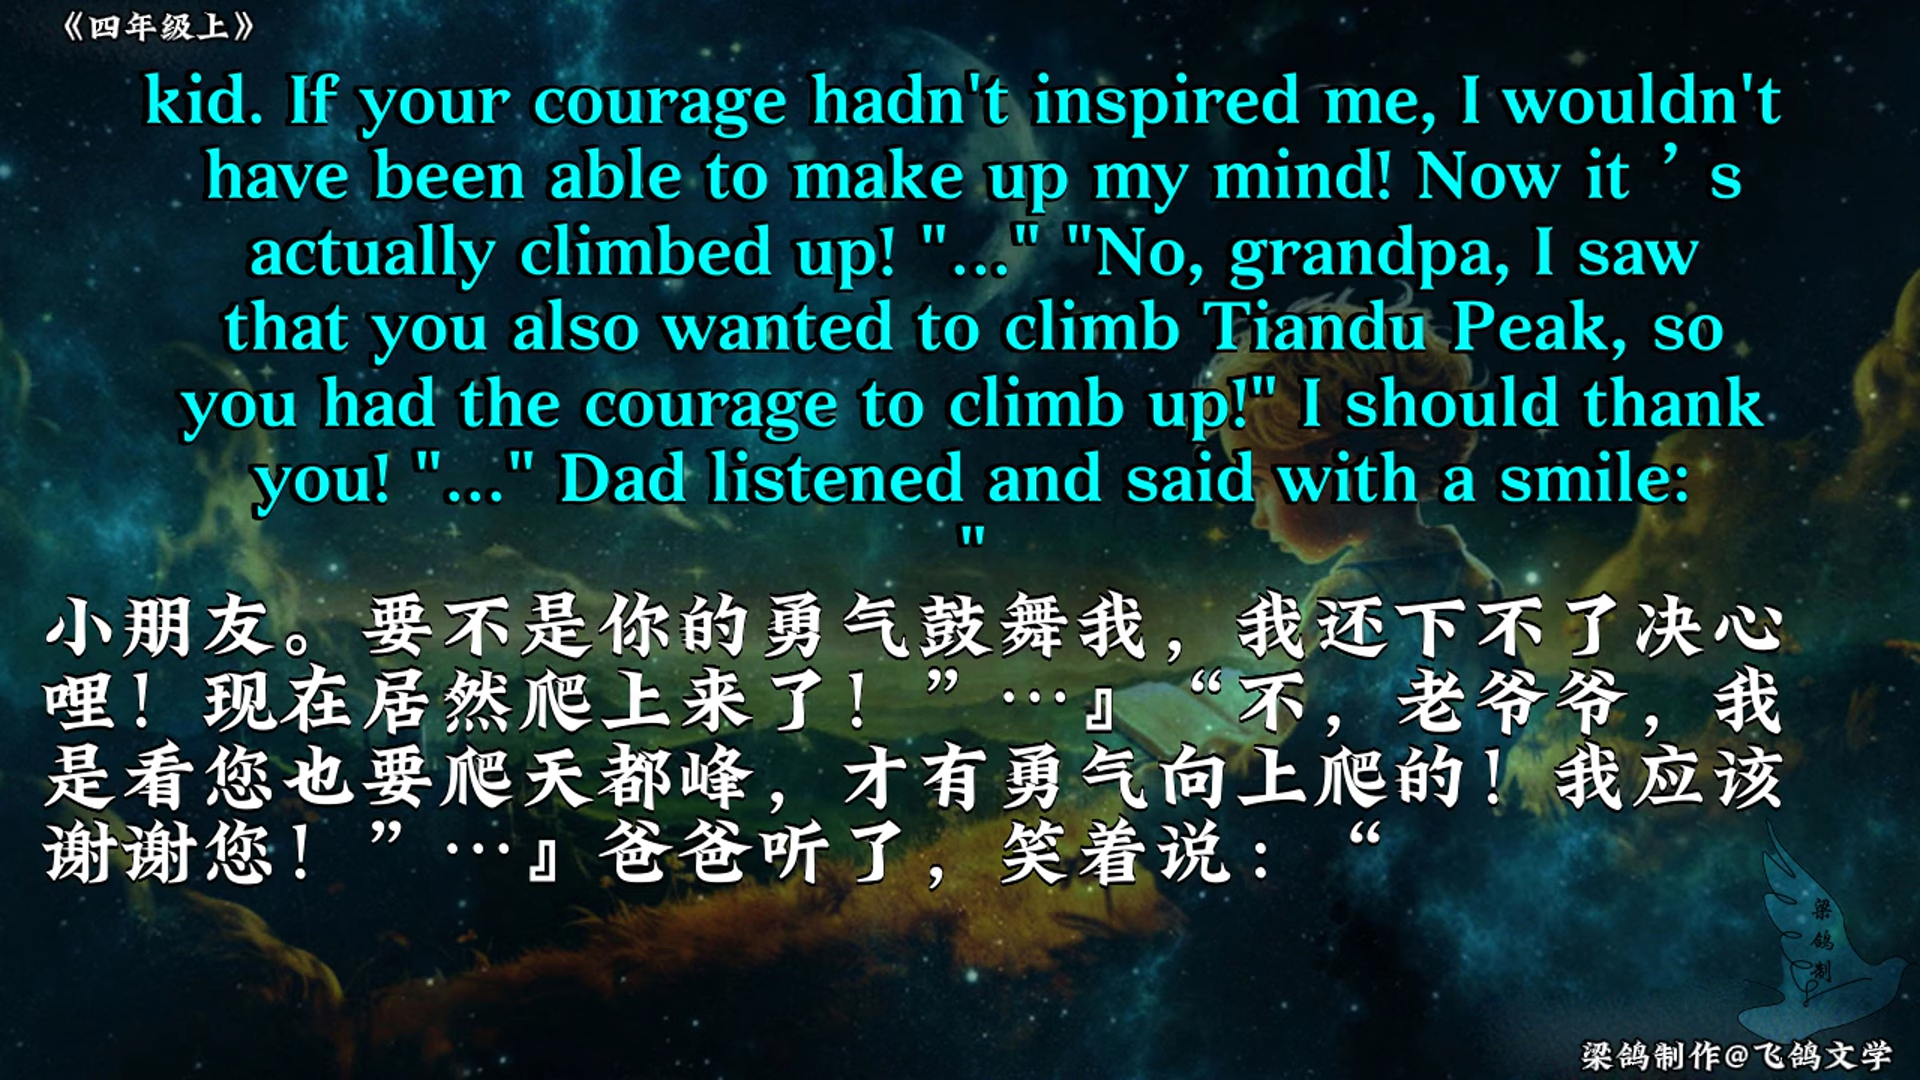 《四年级上》
kid. If your courage hadn't inspired me, I wouldn't
have been able to make up my mind! Now it ’ s
actually climbed up! "..." "No, grandpa, I saw
that you also wanted to climb Tiandu Peak, so
you had the courage to climb up!" I should thank
you! "..." Dad listened and said with a smile:
"
小朋友。要不是你的勇气鼓舞我，我还下不了决心
哩！现在居然爬上来了！”…』“不，老爷爷，我
是看您也要爬天都峰，才有勇气向上爬的！我应该
谢谢您！”…』爸爸听了，笑着说：“
梁
鸽
制
梁鸽制作@飞鸽文学